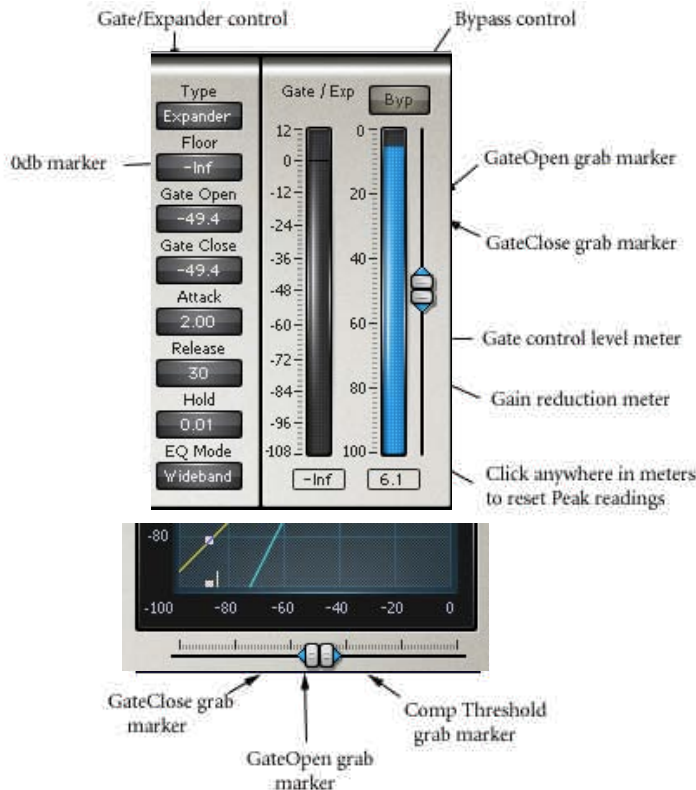 Gate/Expander control
Bypass control
Type
Expander
Floor
-Inf
Gate Open
-49.4
Gate Close
-49.4
Attack
2.00
Release
30
Hold
0.01
EQ Mode
Wideband
Gate / Exp
Byp
12
0
-12
-24
-36
-48
-60
-72
-84
-96
-108
-Inf
0
20
40
60
80
100
6.1
0db marker
GateOpen grab marker
GateClose grab marker
Gate control level meter
Gain reduction meter
Click anywhere in meters
to reset Peak readings
-80
-100 -80 -60 -40 -20 0
GateClose grab
marker
GateOpen grab
marker
Comp Threshold
grab marker